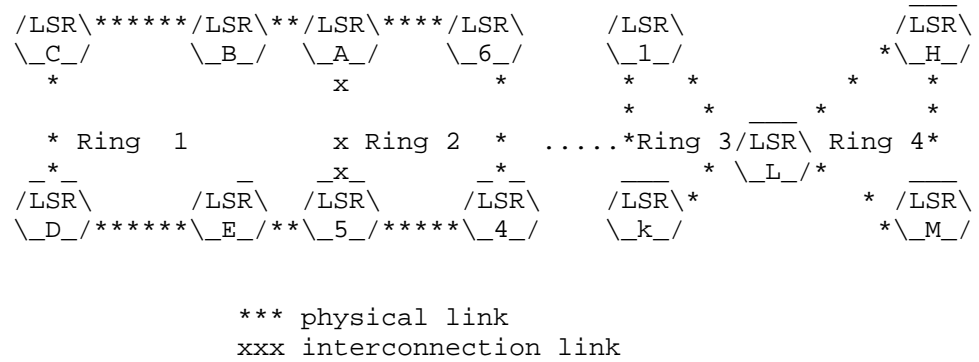 ___
/LSR\******/LSR\**/LSR\****/LSR\        /LSR\              /LSR\
\_C_/      \_B_/  \_A_/    \_6_/        \_1_/             *\_H_/
  *                 x         *          *   *          *    *
                                         *    *  ___  *      *
  * Ring  1         x Ring 2  *  .....*Ring 3/LSR\ Ring 4*
 _*_           _    _x_      _*_         ___  * \_L_/*     ___
/LSR\      /LSR\  /LSR\     /LSR\       /LSR\*          * /LSR\
\_D_/******\_E_/**\_5_/*****\_4_/       \_k_/            *\_M_/
*** physical link
xxx interconnection link